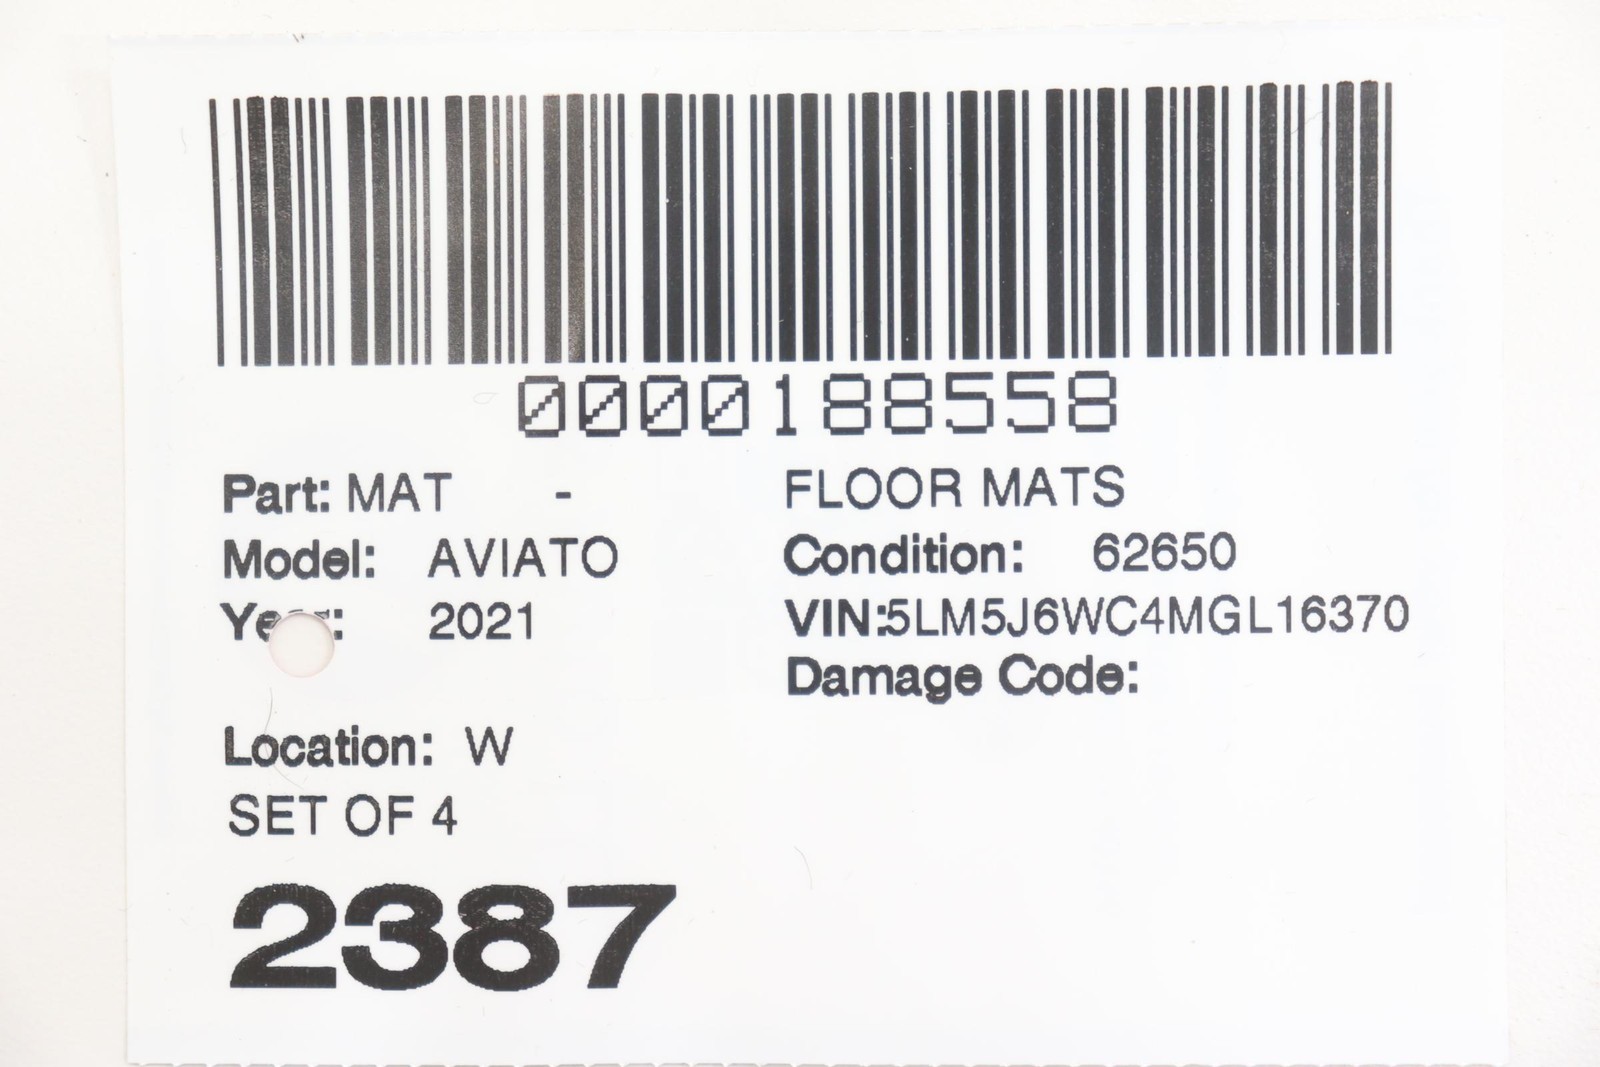 0000188558
Part: MAT - FLOOR MATS
Model: AVIATO Condition: 62650
Year: 2021 VIN:5LM5J6WC4MGL16370
Damage Code:
Location: W
SET OF 4
2387